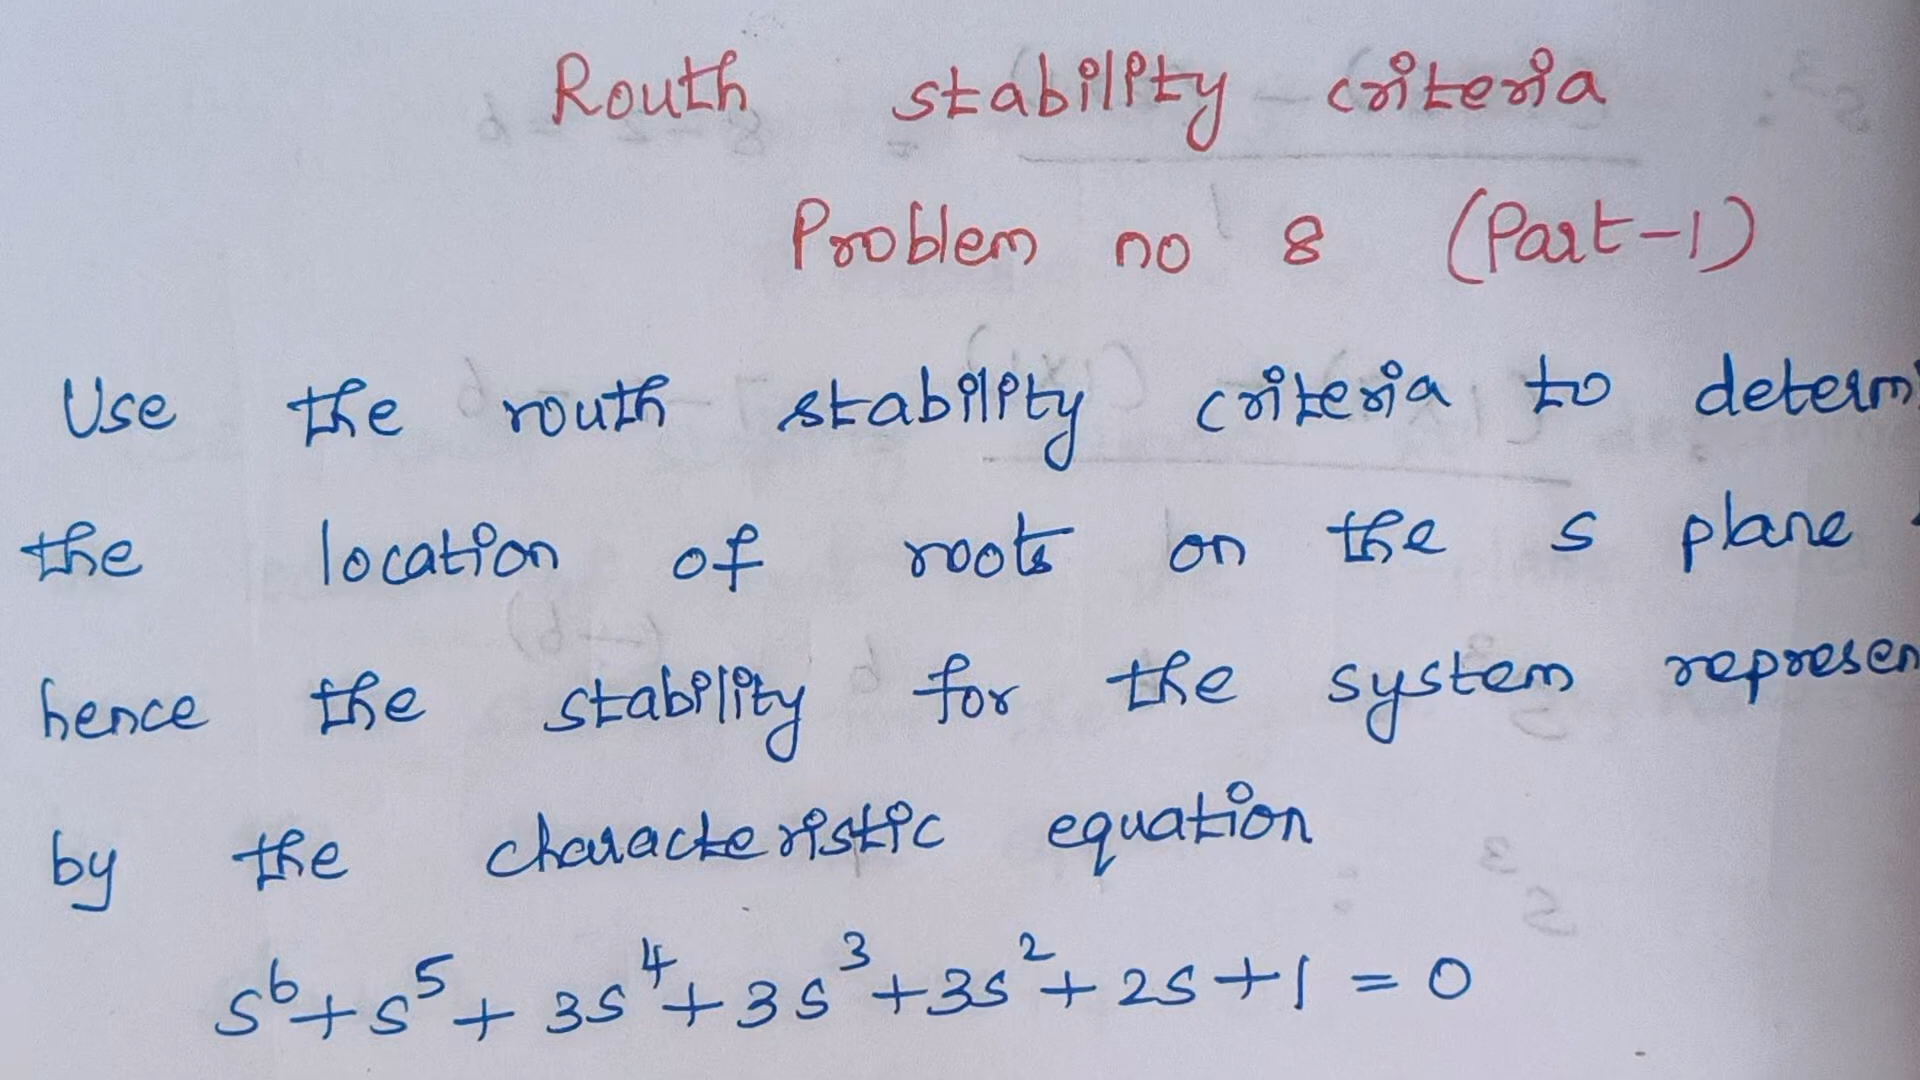 Routh stability criteria
Problem no 8 (Part-1)
Use the routh stability criteria to determi
the location of roots on the s plane
hence the stability for the system represen
by the characteristic equation
s⁶+s⁵+3s⁴+3s³+3s²+2s+1=0